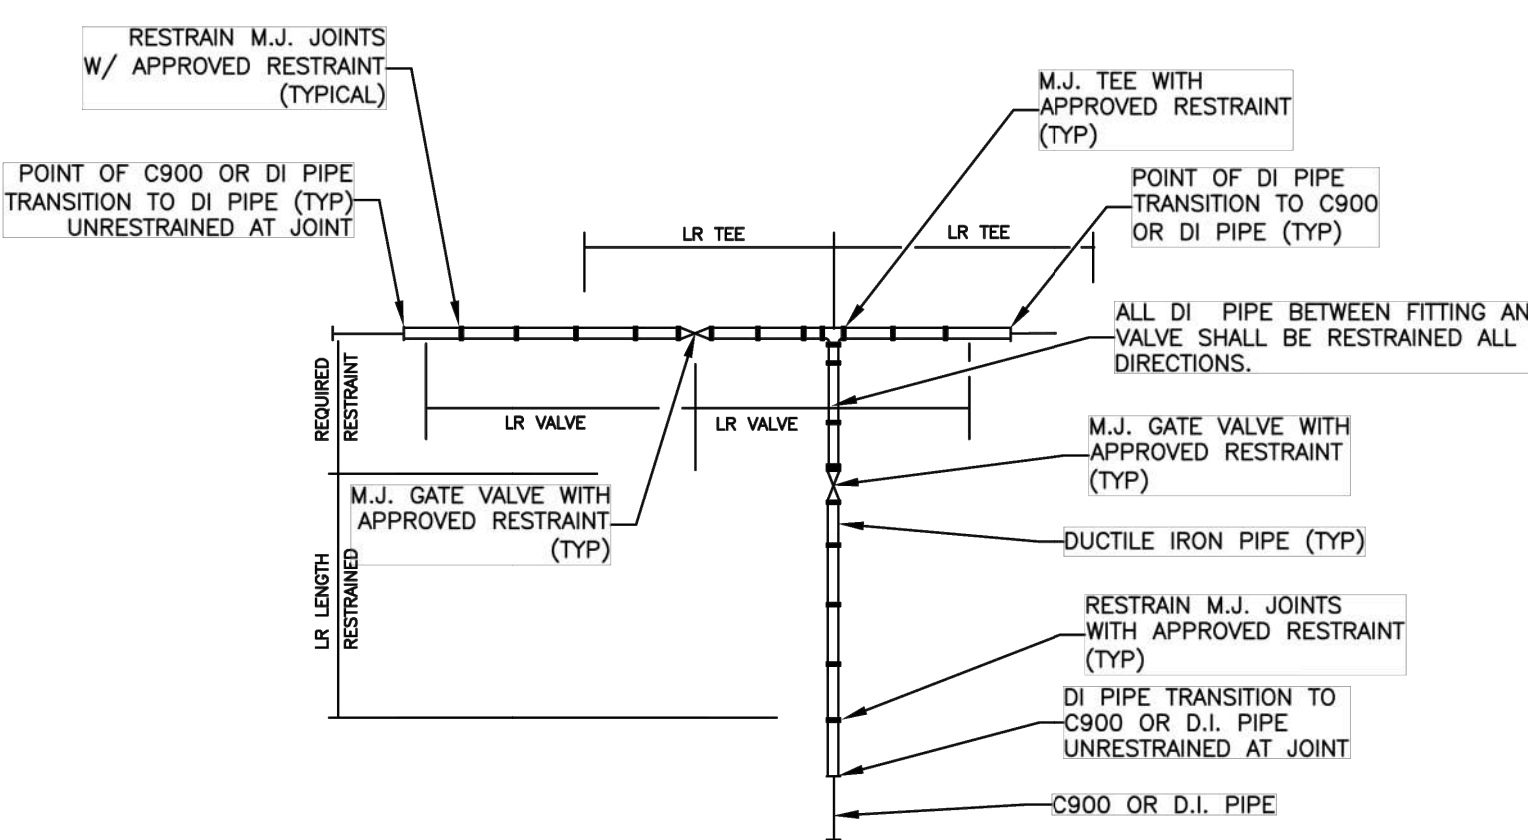 RESTRAIN M.J. JOINTS
W/ APPROVED RESTRAINT
(TYPICAL)
M.J. TEE WITH
APPROVED RESTRAINT
(TYP)
POINT OF C900 OR DI PIPE
TRANSITION TO DI PIPE (TYP)
UNRESTRAINED AT JOINT
POINT OF DI PIPE
TRANSITION TO C900
OR DI PIPE (TYP)
LR TEE
LR TEE
ALL DI PIPE BETWEEN FITTING AN
VALVE SHALL BE RESTRAINED ALL
DIRECTIONS.
REQUIRED
RESTRAINT
LR VALVE
LR VALVE
M.J. GATE VALVE WITH
APPROVED RESTRAINT
(TYP)
M.J. GATE VALVE WITH
APPROVED RESTRAINT
(TYP)
LR LENGTH
RESTRAINED
DUCTILE IRON PIPE (TYP)
RESTRAIN M.J. JOINTS
WITH APPROVED RESTRAINT
(TYP)
DI PIPE TRANSITION TO
C900 OR D.I. PIPE
UNRESTRAINED AT JOINT
C900 OR D.I. PIPE